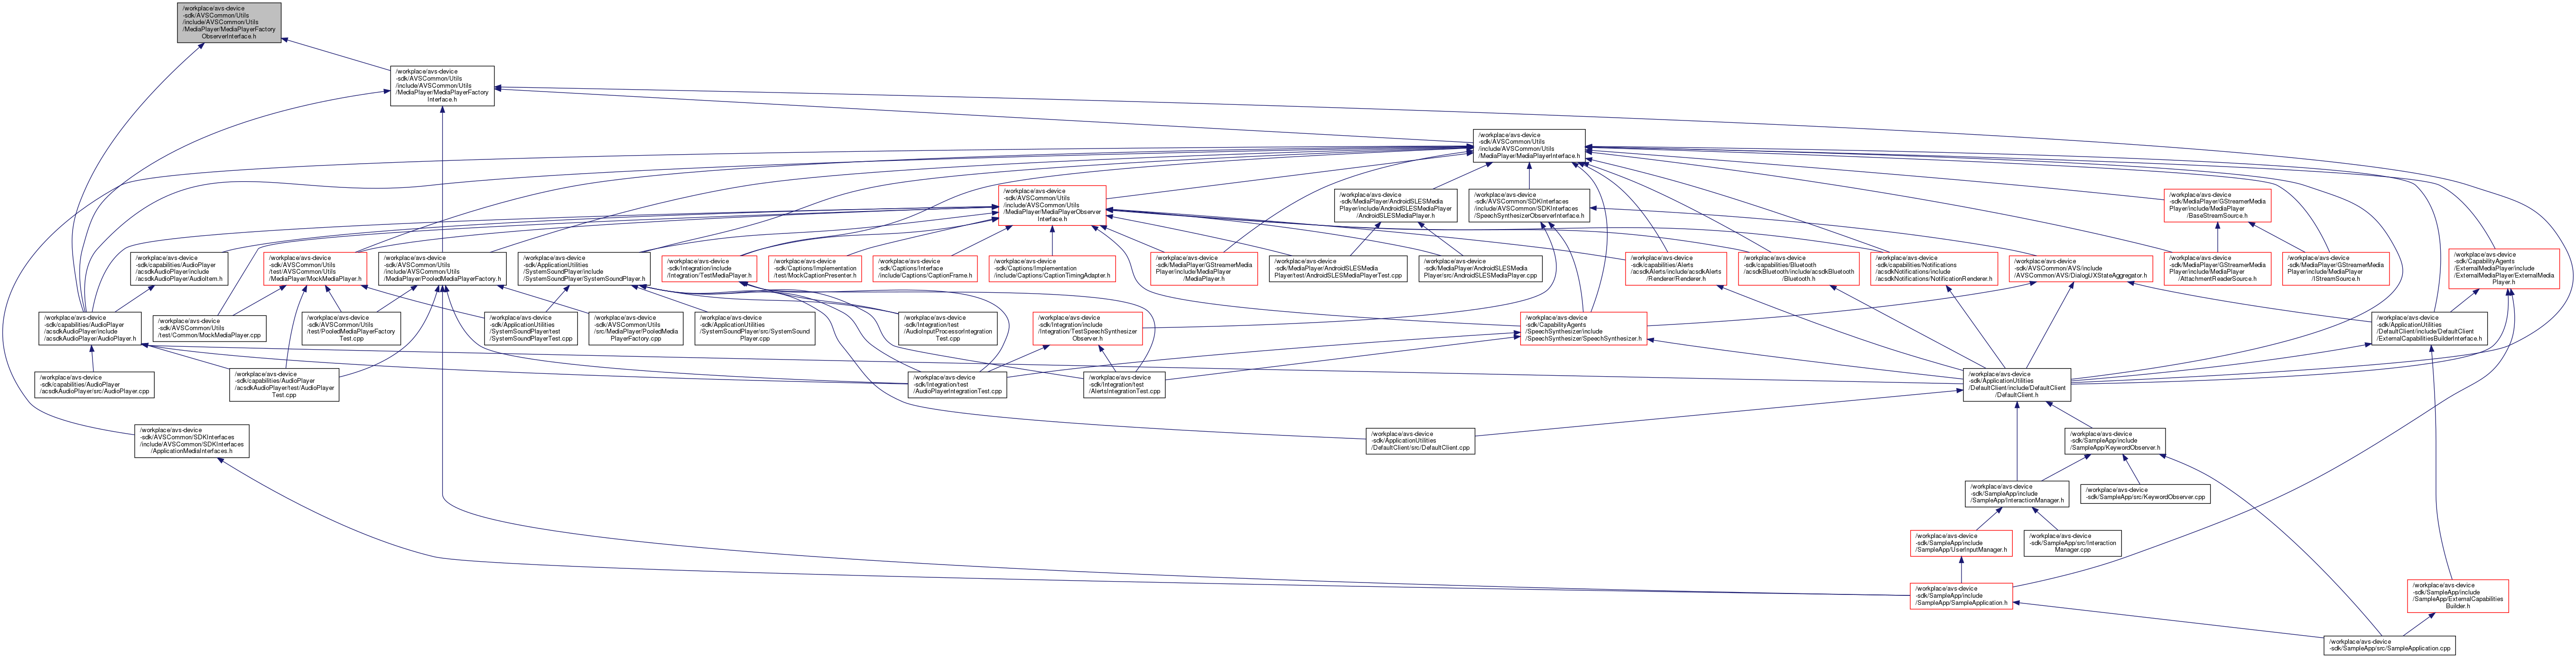 /workplace/avs-device
-sdk/AVSCommon/Utils
/include/AVSCommon/Utils
/MediaPlayer/MediaPlayerFactory
ObserverInterface.h
/workplace/avs-device
-sdk/AVSCommon/Utils
/include/AVSCommon/Utils
/MediaPlayer/MediaPlayerFactory
Interface.h
/workplace/avs-device
-sdk/AVSCommon/Utils
/include/AVSCommon/Utils
/MediaPlayer/MediaPlayerInterface.h
/workplace/avs-device
-sdk/AVSCommon/Utils
/include/AVSCommon/Utils
/MediaPlayer/MediaPlayerObserver
Interface.h
/workplace/avs-device
-sdk/MediaPlayer/AndroidSLESMedia
Player/include/AndroidSLESMediaPlayer
/AndroidSLESMediaPlayer.h
/workplace/avs-device
-sdk/AVSCommon/SDKInterfaces
/include/AVSCommon/SDKInterfaces
/SpeechSynthesizerObserverInterface.h
/workplace/avs-device
-sdk/MediaPlayer/GStreamerMedia
Player/include/MediaPlayer
/BaseStreamSource.h
/workplace/avs-device
-sdk/capabilities/AudioPlayer
/acsdkAudioPlayer/include
/acsdkAudioPlayer/AudioItem.h
/workplace/avs-device
-sdk/AVSCommon/Utils
/test/AVSCommon/Utils
/MediaPlayer/MockMediaPlayer.h
/workplace/avs-device
-sdk/AVSCommon/Utils
/include/AVSCommon/Utils
/MediaPlayer/PooledMediaPlayerFactory.h
/workplace/avs-device
-sdk/ApplicationUtilities
/SystemSoundPlayer/include
/SystemSoundPlayer/SystemSoundPlayer.h
/workplace/avs-device
-sdk/Integration/include
/Integration/TestMediaPlayer.h
/workplace/avs-device
-sdk/Captions/Implementation
/test/MockCaptionPresenter.h
/workplace/avs-device
-sdk/Captions/Interface
/include/Captions/CaptionFrame.h
/workplace/avs-device
-sdk/Captions/Implementation
/include/Captions/CaptionTimingAdapter.h
/workplace/avs-device
-sdk/MediaPlayer/GStreamerMedia
Player/include/MediaPlayer
/MediaPlayer.h
/workplace/avs-device
-sdk/MediaPlayer/AndroidSLESMedia
Player/test/AndroidSLESMediaPlayerTest.cpp
/workplace/avs-device
-sdk/MediaPlayer/AndroidSLESMedia
Player/src/AndroidSLESMediaPlayer.cpp
/workplace/avs-device
-sdk/capabilities/Alerts
/acsdkAlerts/include/acsdkAlerts
/Renderer/Renderer.h
/workplace/avs-device
-sdk/capabilities/Bluetooth
/acsdkBluetooth/include/acsdkBluetooth
/Bluetooth.h
/workplace/avs-device
-sdk/capabilities/Notifications
/acsdkNotifications/include
/acsdkNotifications/NotificationRenderer.h
/workplace/avs-device
-sdk/AVSCommon/AVS/include
/AVSCommon/AVS/DialogUXStateAggregator.h
/workplace/avs-device
-sdk/MediaPlayer/GStreamerMedia
Player/include/MediaPlayer
/AttachmentReaderSource.h
/workplace/avs-device
-sdk/MediaPlayer/GStreamerMedia
Player/include/MediaPlayer
/IStreamSource.h
/workplace/avs-device
-sdk/CapabilityAgents
/ExternalMediaPlayer/include
/ExternalMediaPlayer/ExternalMedia
Player.h
/workplace/avs-device
-sdk/capabilities/AudioPlayer
/acsdkAudioPlayer/include
/acsdkAudioPlayer/AudioPlayer.h
/workplace/avs-device
-sdk/AVSCommon/Utils
/test/Common/MockMediaPlayer.cpp
/workplace/avs-device
-sdk/AVSCommon/Utils
/test/PooledMediaPlayerFactory
Test.cpp
/workplace/avs-device
-sdk/ApplicationUtilities
/SystemSoundPlayer/test
/SystemSoundPlayerTest.cpp
/workplace/avs-device
-sdk/AVSCommon/Utils
/src/MediaPlayer/PooledMedia
PlayerFactory.cpp
/workplace/avs-device
-sdk/ApplicationUtilities
/SystemSoundPlayer/src/SystemSound
Player.cpp
/workplace/avs-device
-sdk/Integration/test
/AudioInputProcessorIntegration
Test.cpp
/workplace/avs-device
-sdk/Integration/include
/Integration/TestSpeechSynthesizer
Observer.h
/workplace/avs-device
-sdk/CapabilityAgents
/SpeechSynthesizer/include
/SpeechSynthesizer/SpeechSynthesizer.h
/workplace/avs-device
-sdk/ApplicationUtilities
/DefaultClient/include/DefaultClient
/ExternalCapabilitiesBuilderInterface.h
/workplace/avs-device
-sdk/capabilities/AudioPlayer
/acsdkAudioPlayer/src/AudioPlayer.cpp
/workplace/avs-device
-sdk/capabilities/AudioPlayer
/acsdkAudioPlayer/test/AudioPlayer
Test.cpp
/workplace/avs-device
-sdk/Integration/test
/AudioPlayerIntegrationTest.cpp
/workplace/avs-device
-sdk/Integration/test
/AlertsIntegrationTest.cpp
/workplace/avs-device
-sdk/ApplicationUtilities
/DefaultClient/include/DefaultClient
/DefaultClient.h
/workplace/avs-device
-sdk/AVSCommon/SDKInterfaces
/include/AVSCommon/SDKInterfaces
/ApplicationMediaInterfaces.h
/workplace/avs-device
-sdk/ApplicationUtilities
/DefaultClient/src/DefaultClient.cpp
/workplace/avs-device
-sdk/SampleApp/include
/SampleApp/KeywordObserver.h
/workplace/avs-device
-sdk/SampleApp/include
/SampleApp/InteractionManager.h
/workplace/avs-device
-sdk/SampleApp/src/KeywordObserver.cpp
/workplace/avs-device
-sdk/SampleApp/include
/SampleApp/UserInputManager.h
/workplace/avs-device
-sdk/SampleApp/src/Interaction
Manager.cpp
/workplace/avs-device
-sdk/SampleApp/include
/SampleApp/SampleApplication.h
/workplace/avs-device
-sdk/SampleApp/include
/SampleApp/ExternalCapabilities
Builder.h
/workplace/avs-device
-sdk/SampleApp/src/SampleApplication.cpp